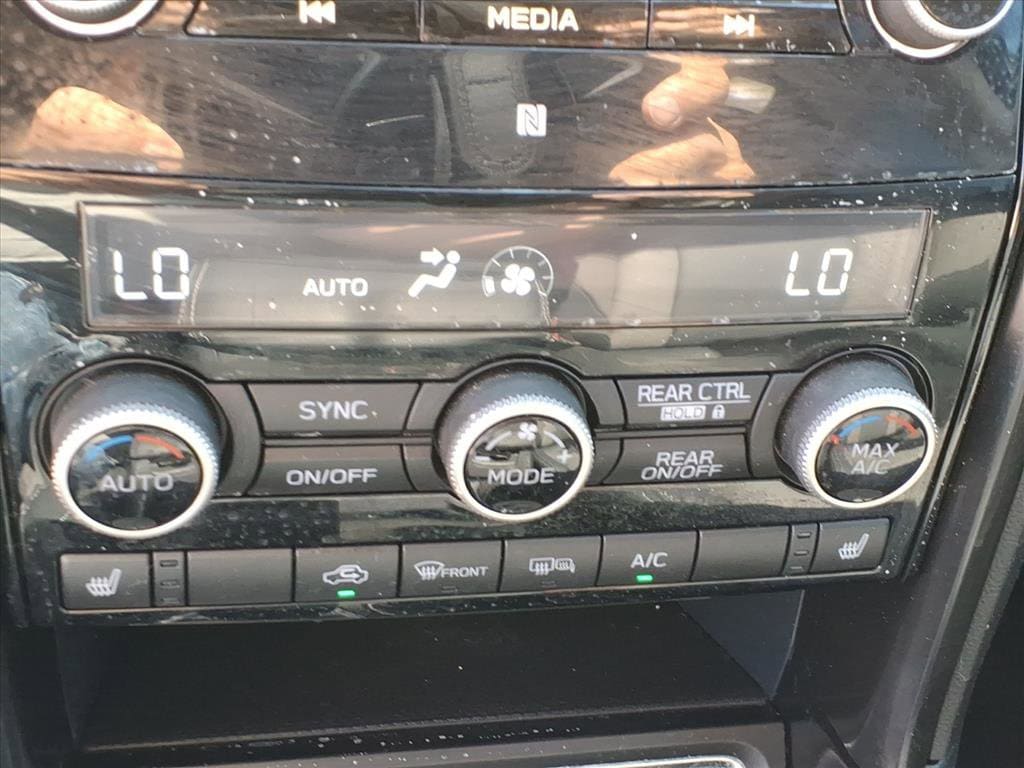 MEDIA
N
LO AUTO LO
SYNC REAR CTRL
HOLD
AUTO ON/OFF MODE + REAR ON/OFF MAX A/C
FRONT A/C